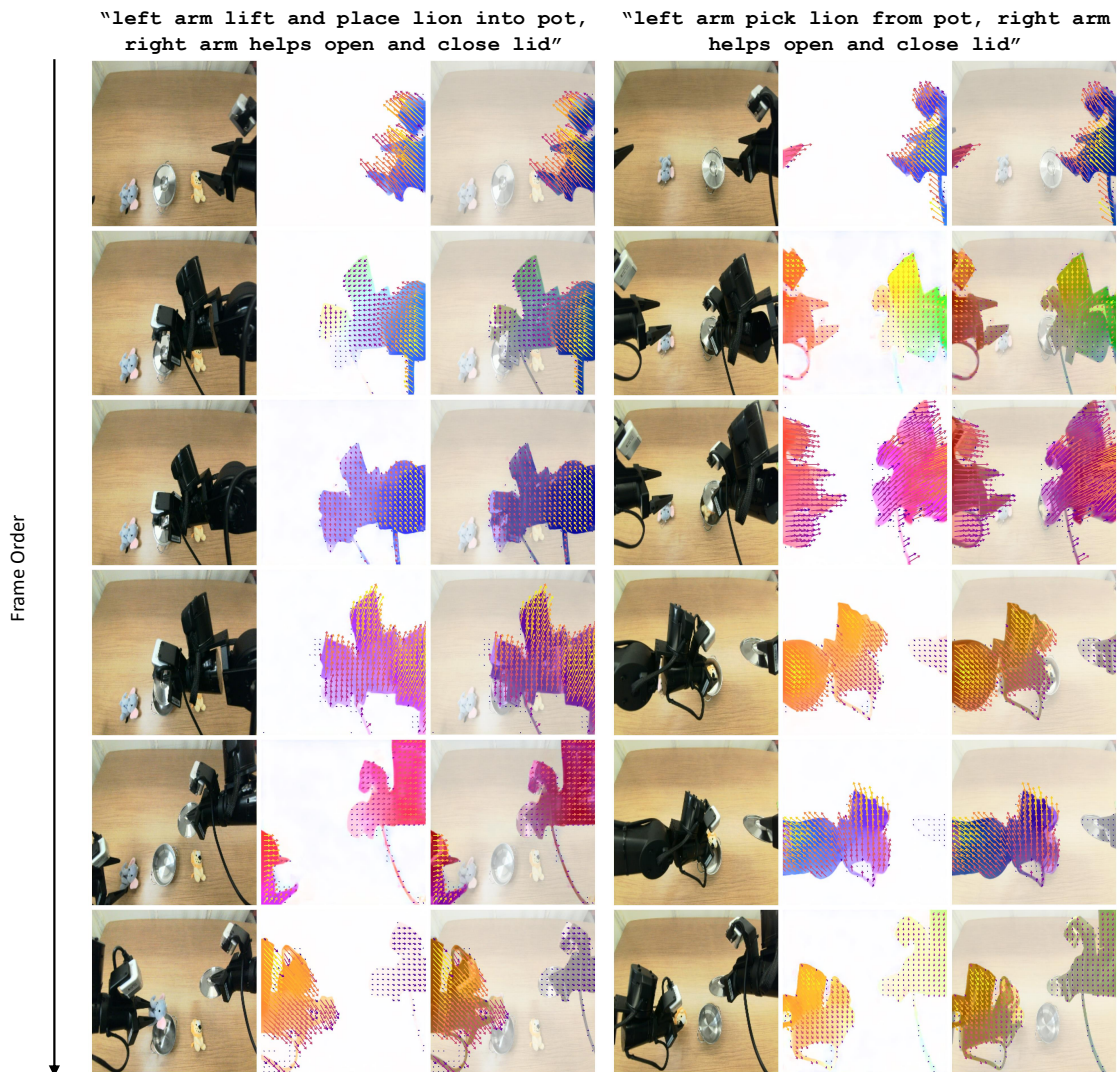 “left arm lift and place lion into pot,
right arm helps open and close lid”
“left arm pick lion from pot, right arm
helps open and close lid”
Frame Order